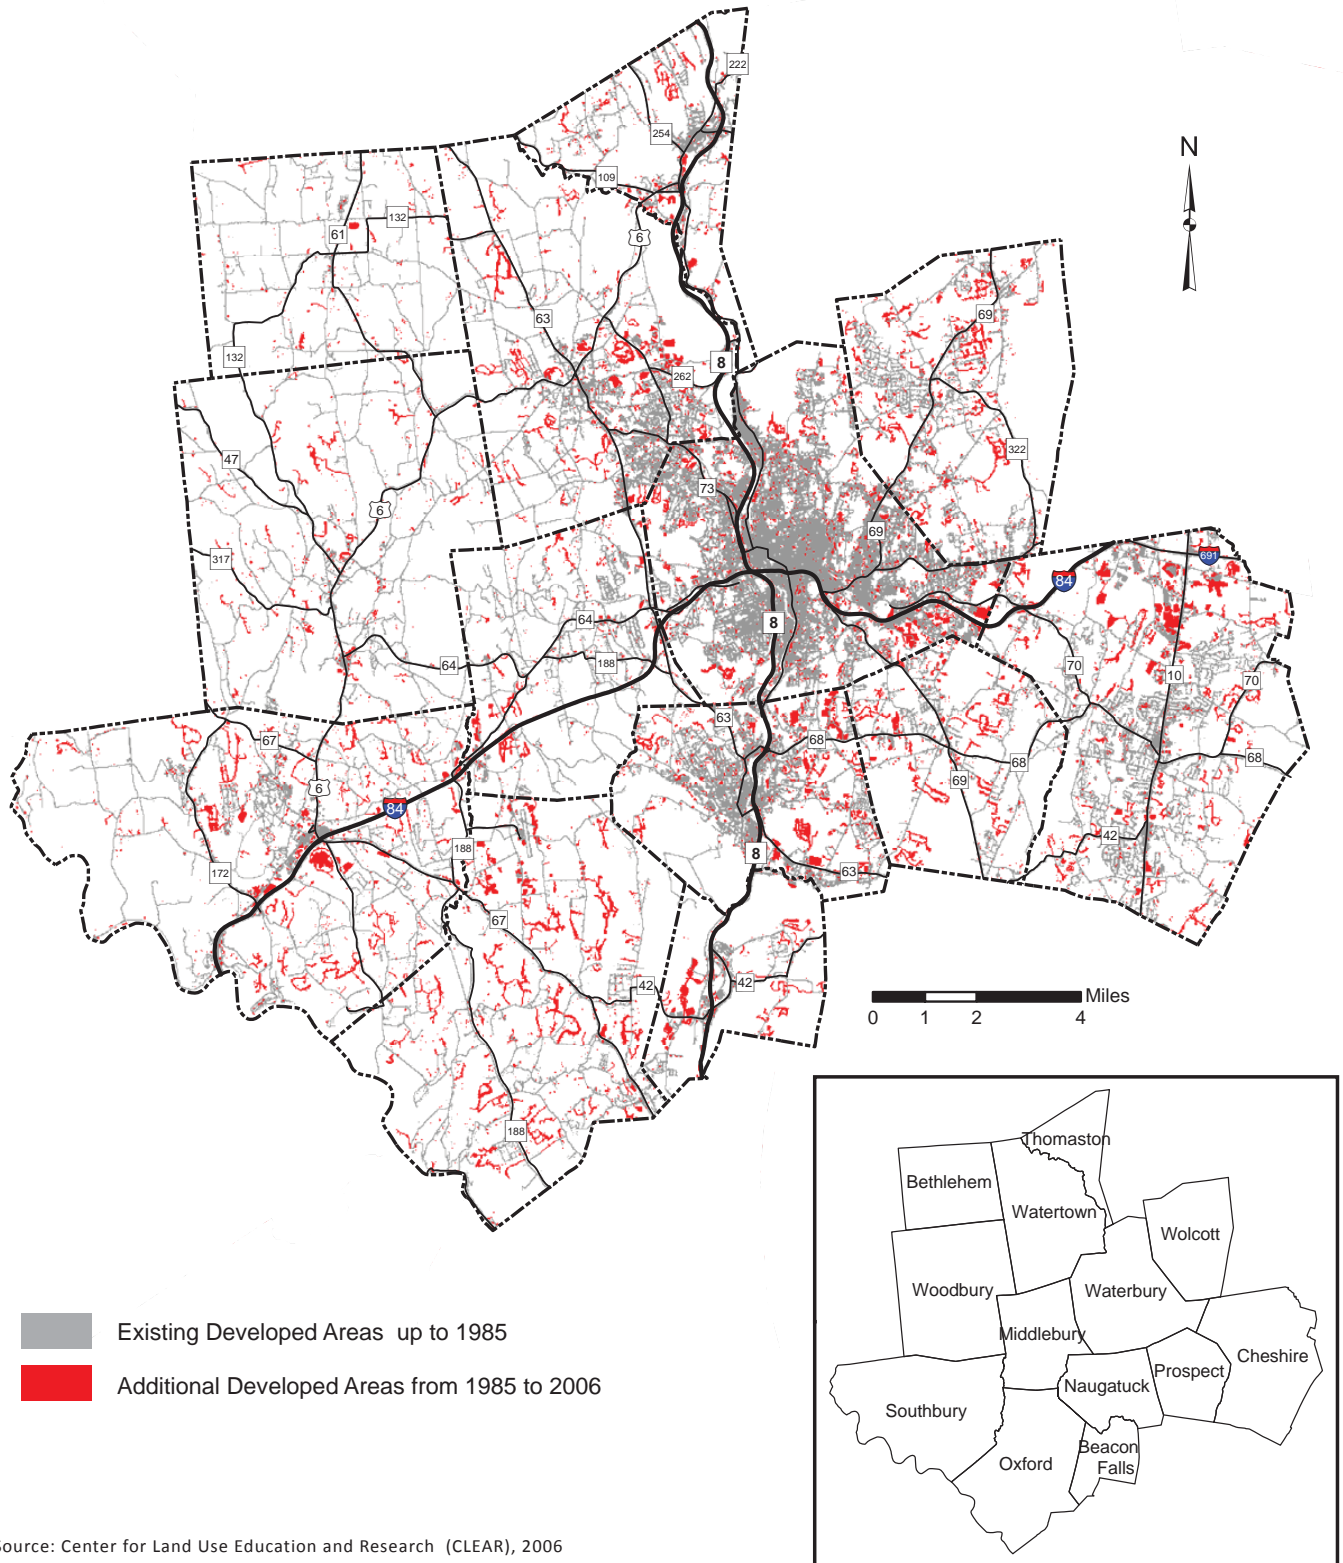 222
254
109
N
132
61
6
69
63
132
8
262
322
47
73
6
69
317
691
84
64
8
188
64
70
10
70
63
67
68
68
68
69
6
84
42
188
8
172
63
67
42
42
Miles
0 1 2 4
188
Thomaston
Bethlehem
Watertown
Wolcott
Woodbury
Waterbury
Middlebury
Cheshire
Prospect
Naugatuck
Southbury
Beacon
Falls
Oxford
Existing Developed Areas up to 1985
Additional Developed Areas from 1985 to 2006
Source: Center for Land Use Education and Research (CLEAR), 2006